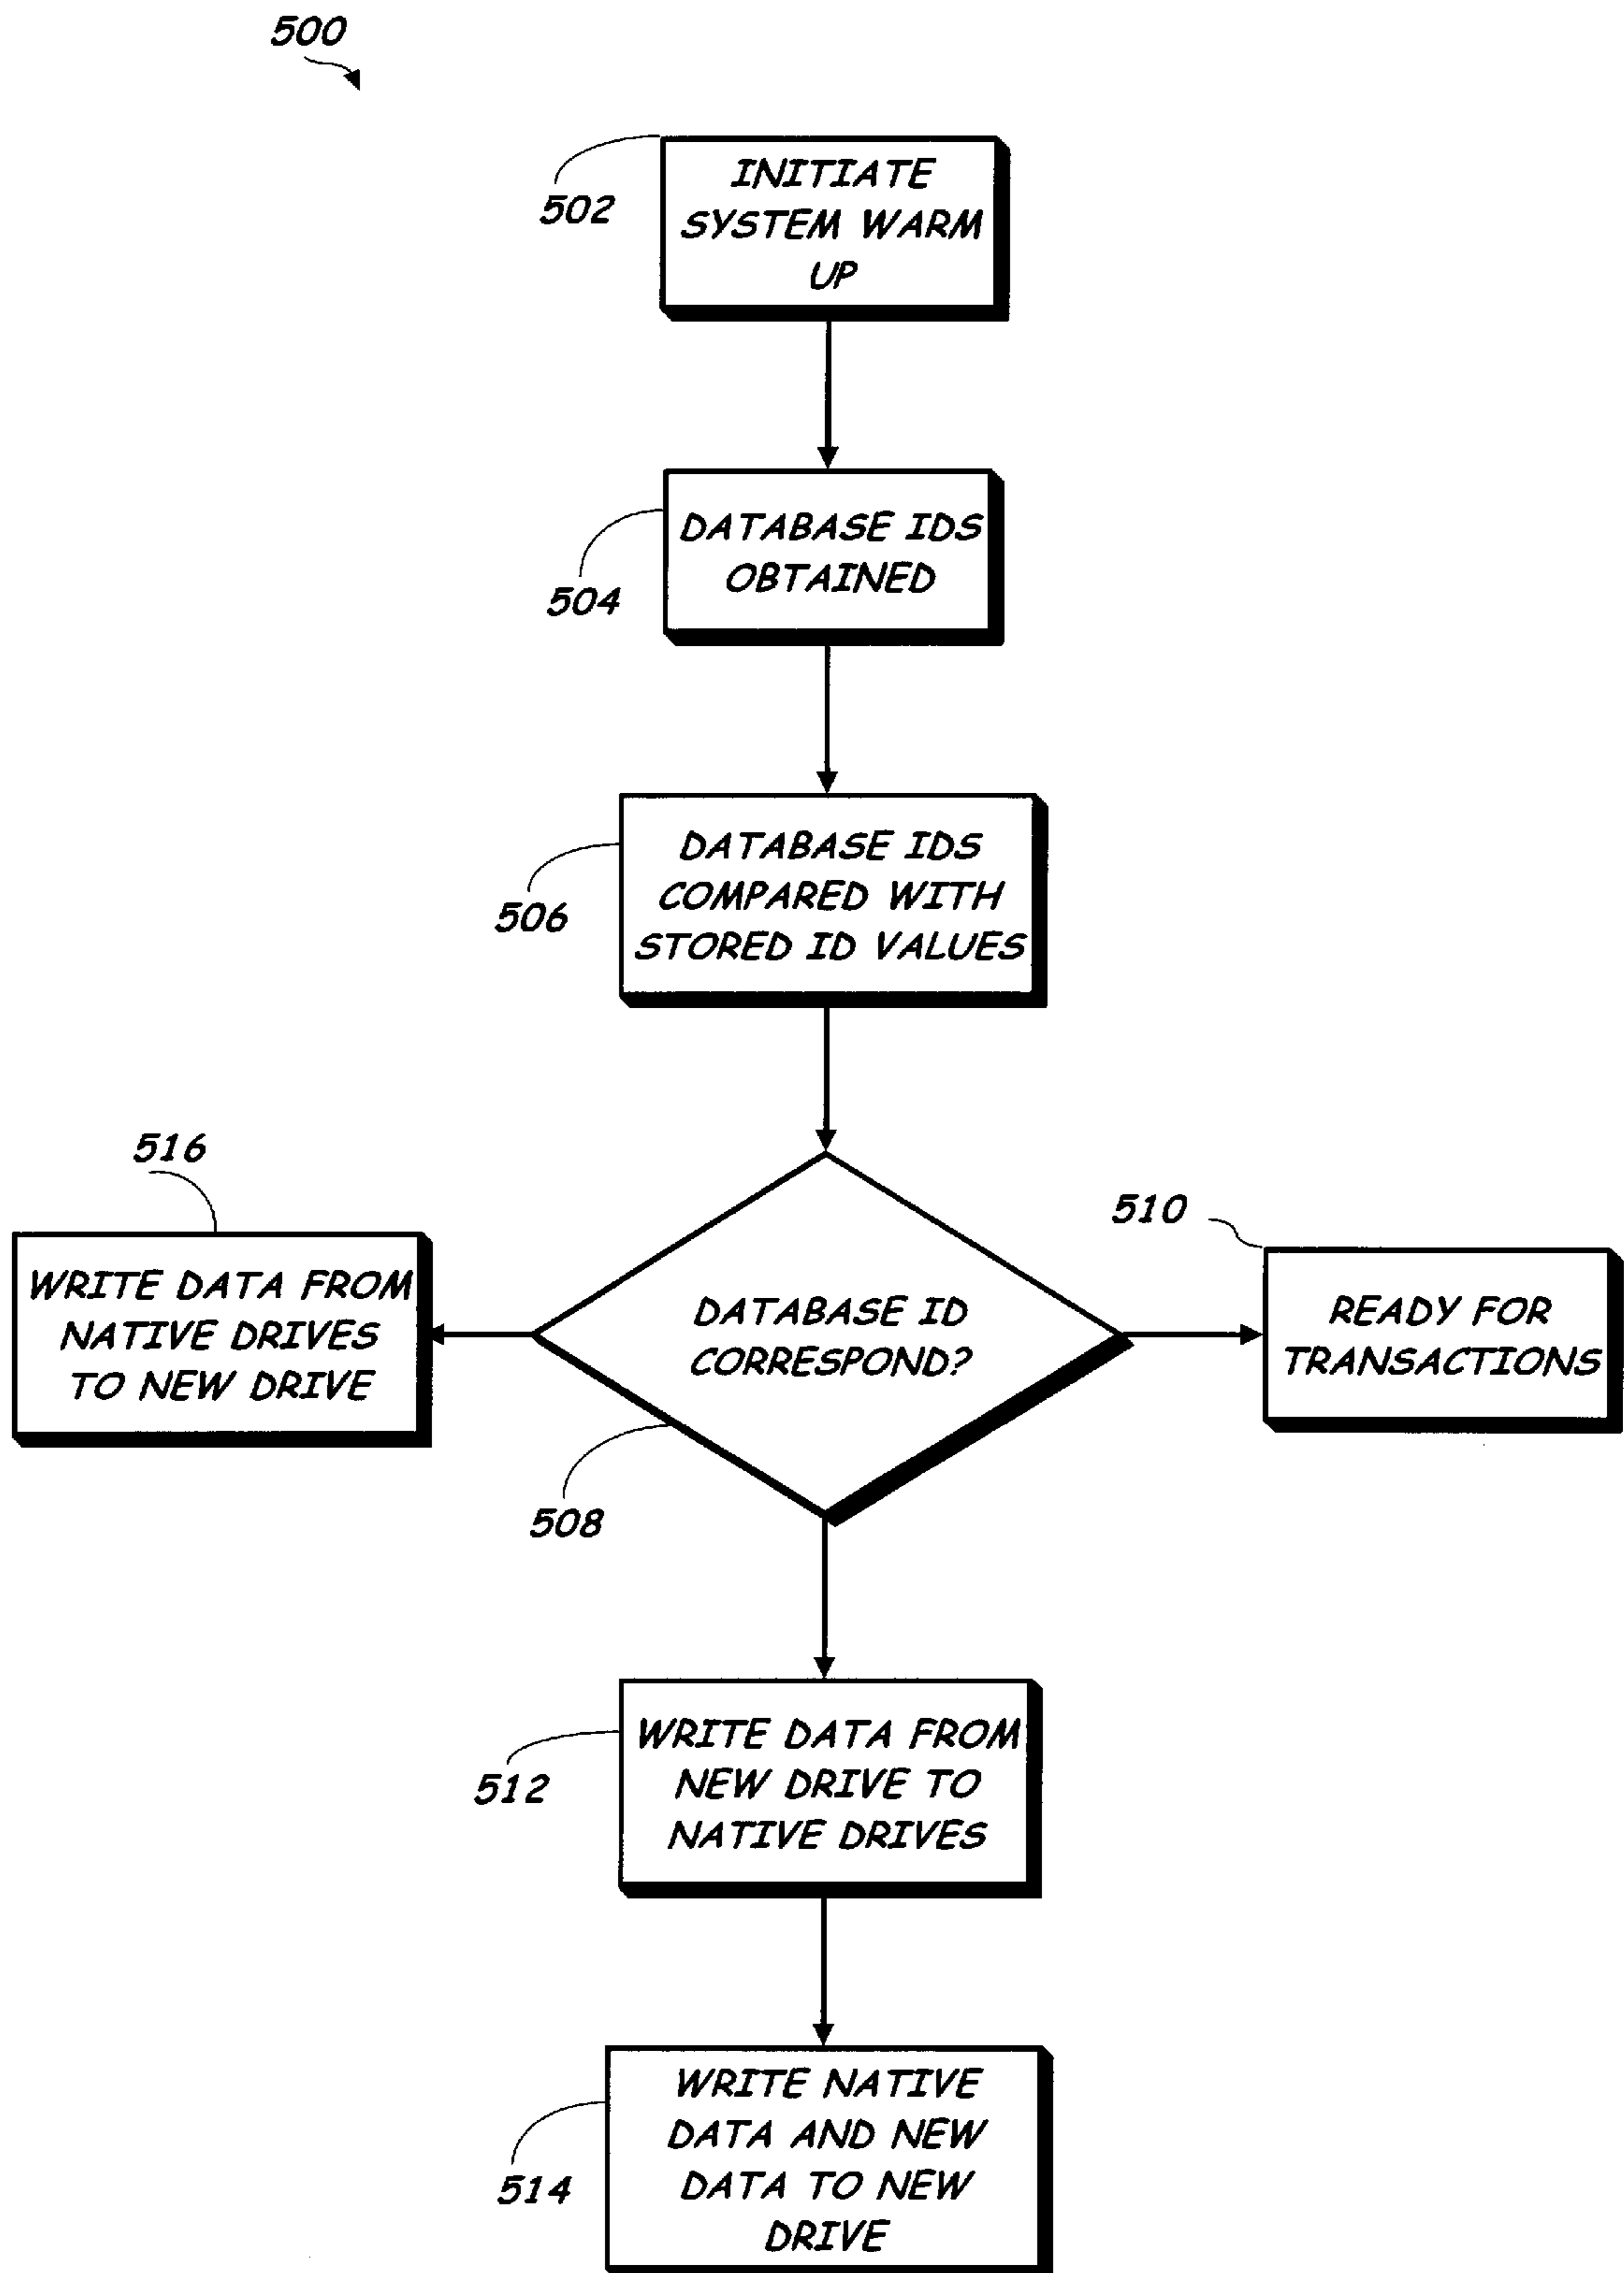 500
502
INITIATE
SYSTEM WARM
UP
504
DATABASE IDS
OBTAINED
506
DATABASE IDS
COMPARED WITH
STORED ID VALUES
516
WRITE DATA FROM
NATIVE DRIVES
TO NEW DRIVE
508
DATABASE ID
CORRESPOND?
510
READY FOR
TRANSACTIONS
512
WRITE DATA FROM
NEW DRIVE TO
NATIVE DRIVES
514
WRITE NATIVE
DATA AND NEW
DATA TO NEW
DRIVE